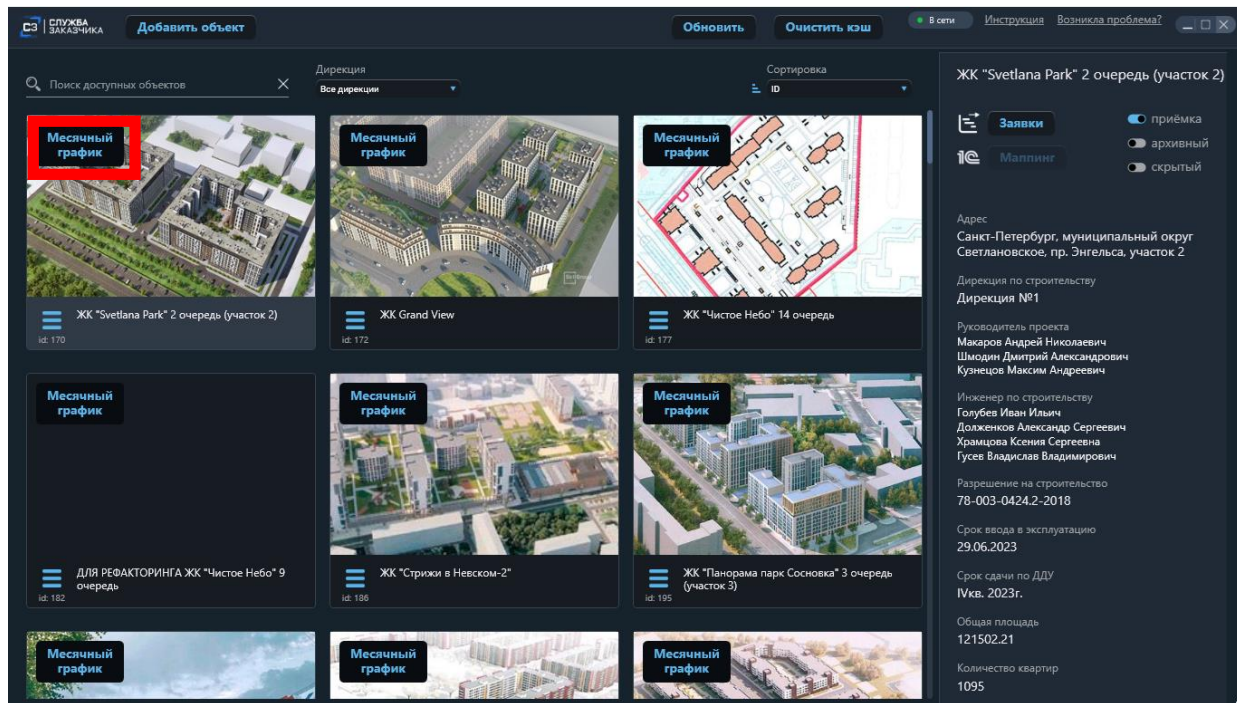 СЗ СЛУЖБА ЗАКАЗЧИКА
Добавить объект
Обновить
Очистить кэш
В сети
Инструкция
Возникла проблема?
Поиск доступных объектов
Дирекция
Все дирекции
Сортировка
ID
Месячный
график
ЖК "Svetlana Park" 2 очередь (участок 2)
id: 170
Месячный
график
ЖК Grand View
id: 172
Месячный
график
ЖК "Чистое Небо" 14 очередь
id: 177
Месячный
график
ДЛЯ РЕФАКТОРИНГА ЖК "Чистое Небо" 9
очередь
id: 182
Месячный
график
ЖК "Стрижи в Невском-2"
id: 186
Месячный
график
ЖК "Панорама парк Сосновка" 3 очередь
(участок 3)
id: 195
Месячный
график
Месячный
график
Месячный
график
ЖК "Svetlana Park" 2 очередь (участок 2)
Заявки
приёмка
архивный
1С Маппинг
скрытый
Адрес
Санкт-Петербург, муниципальный округ
Светлановское, пр. Энгельса, участок 2
Дирекция по строительству
Дирекция №1
Руководитель проекта
Макаров Андрей Николаевич
Шмодин Дмитрий Александрович
Кузнецов Максим Андреевич
Инженер по строительству
Голубев Иван Ильич
Долженков Александр Сергеевич
Храмцова Ксения Сергеевна
Гусев Владислав Владимирович
Разрешение на строительство
78-003-0424.2-2018
Срок ввода в эксплуатацию
29.06.2023
Срок сдачи по ДДУ
IVкв. 2023г.
Общая площадь
121502.21
Количество квартир
1095